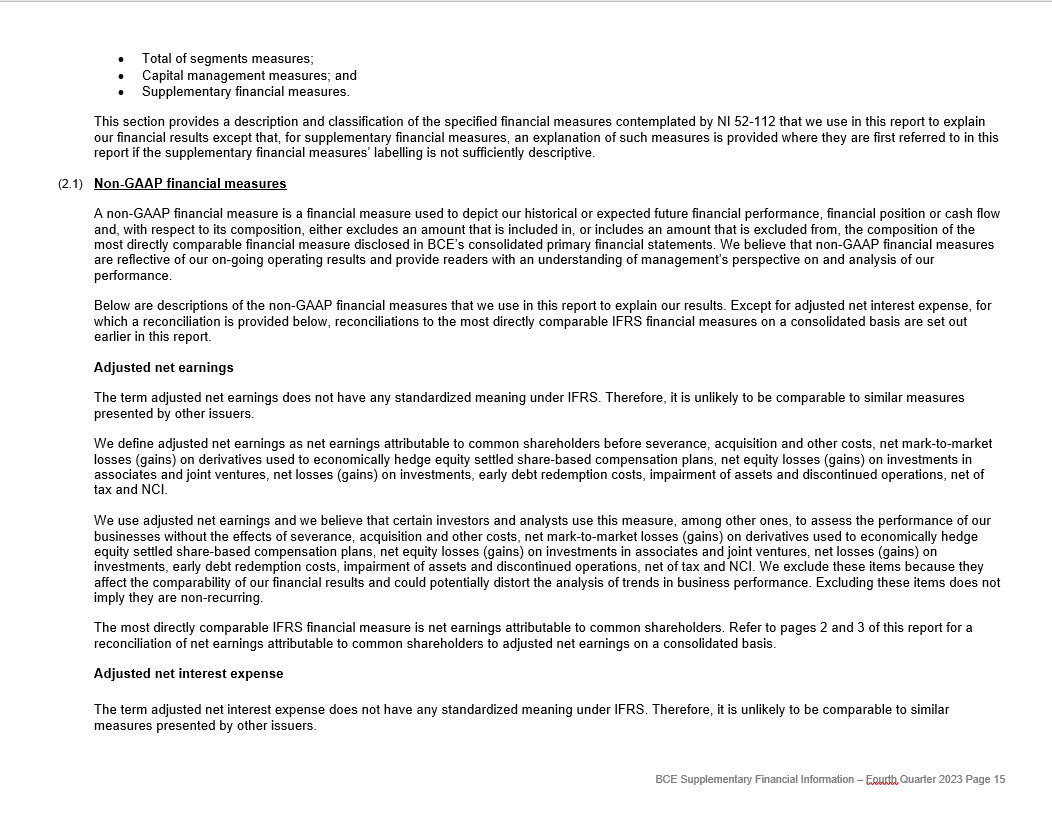 • Total of segments measures;
• Capital management measures; and
• Supplementary financial measures.
This section provides a description and classification of the specified financial measures contemplated by NI 52-112 that we use in this report to explain
our financial results except that, for supplementary financial measures, an explanation of such measures is provided where they are first referred to in this
report if the supplementary financial measures’ labelling is not sufficiently descriptive.
(2.1) Non-GAAP financial measures
A non-GAAP financial measure is a financial measure used to depict our historical or expected future financial performance, financial position or cash flow
and, with respect to its composition, either excludes an amount that is included in, or includes an amount that is excluded from, the composition of the
most directly comparable financial measure disclosed in BCE’s consolidated primary financial statements. We believe that non-GAAP financial measures
are reflective of our on-going operating results and provide readers with an understanding of management’s perspective on and analysis of our
performance.
Below are descriptions of the non-GAAP financial measures that we use in this report to explain our results. Except for adjusted net interest expense, for
which a reconciliation is provided below, reconciliations to the most directly comparable IFRS financial measures on a consolidated basis are set out
earlier in this report.
Adjusted net earnings
The term adjusted net earnings does not have any standardized meaning under IFRS. Therefore, it is unlikely to be comparable to similar measures
presented by other issuers.
We define adjusted net earnings as net earnings attributable to common shareholders before severance, acquisition and other costs, net mark-to-market
losses (gains) on derivatives used to economically hedge equity settled share-based compensation plans, net equity losses (gains) on investments in
associates and joint ventures, net losses (gains) on investments, early debt redemption costs, impairment of assets and discontinued operations, net of
tax and NCI.
We use adjusted net earnings and we believe that certain investors and analysts use this measure, among other ones, to assess the performance of our
businesses without the effects of severance, acquisition and other costs, net mark-to-market losses (gains) on derivatives used to economically hedge
equity settled share-based compensation plans, net equity losses (gains) on investments in associates and joint ventures, net losses (gains) on
investments, early debt redemption costs, impairment of assets and discontinued operations, net of tax and NCI. We exclude these items because they
affect the comparability of our financial results and could potentially distort the analysis of trends in business performance. Excluding these items does not
imply they are non-recurring.
The most directly comparable IFRS financial measure is net earnings attributable to common shareholders. Refer to pages 2 and 3 of this report for a
reconciliation of net earnings attributable to common shareholders to adjusted net earnings on a consolidated basis.
Adjusted net interest expense
The term adjusted net interest expense does not have any standardized meaning under IFRS. Therefore, it is unlikely to be comparable to similar
measures presented by other issuers.
BCE Supplementary Financial Information – Fourth Quarter 2023 Page 15